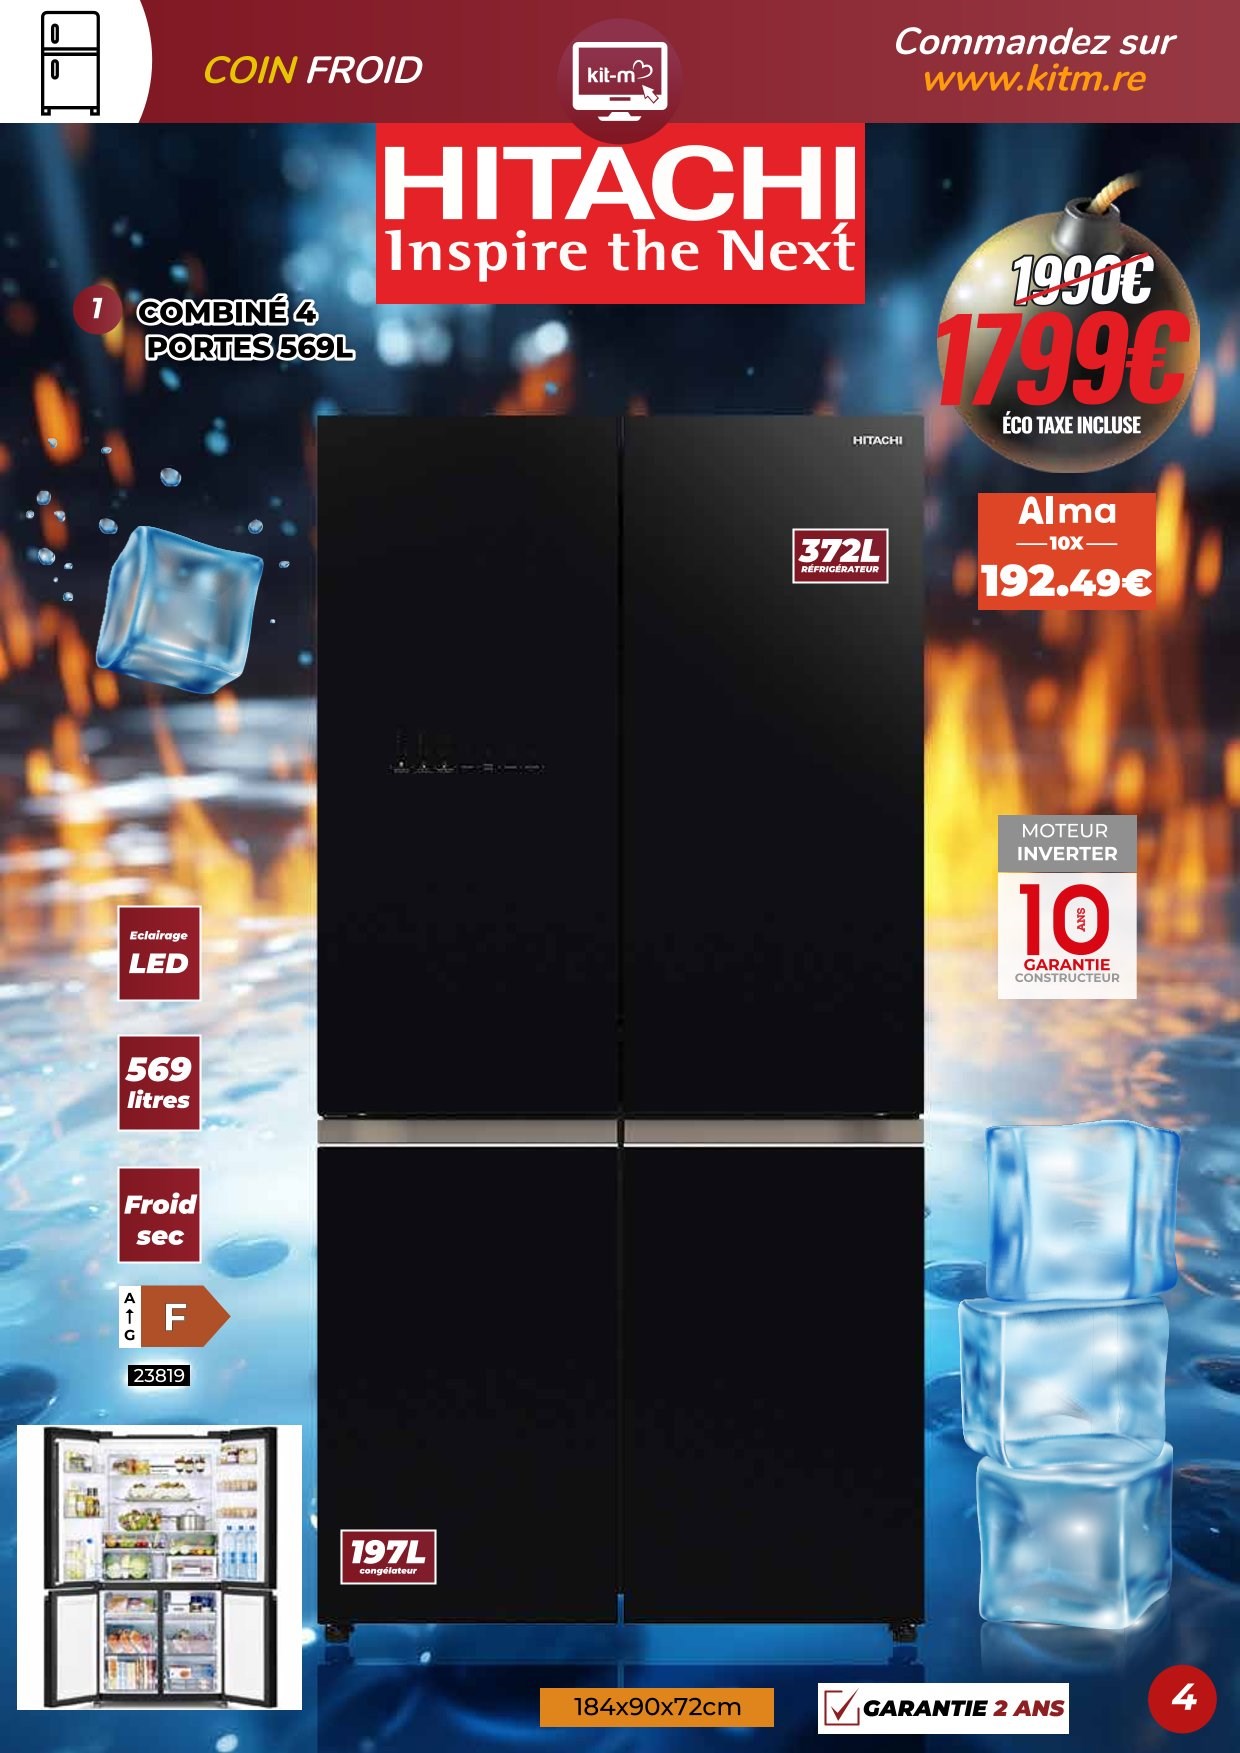 COIN FROID
kit-m
Commandez sur
www.kitm.re
HITACHI
Inspire the Next
1
COMBINÉ 4
PORTES 569L
1990€
1799€
ÉCO TAXE INCLUSE
HITACHI
372L
RÉFRIGÉRATEUR
Alma
10X
192.49€
MOTEUR
INVERTER
10 ANS
GARANTIE
CONSTRUCTEUR
Eclairage
LED
569
litres
Froid
sec
A
↑
G
F
23819
197L
congélateur
184x90x72cm
GARANTIE 2 ANS
4